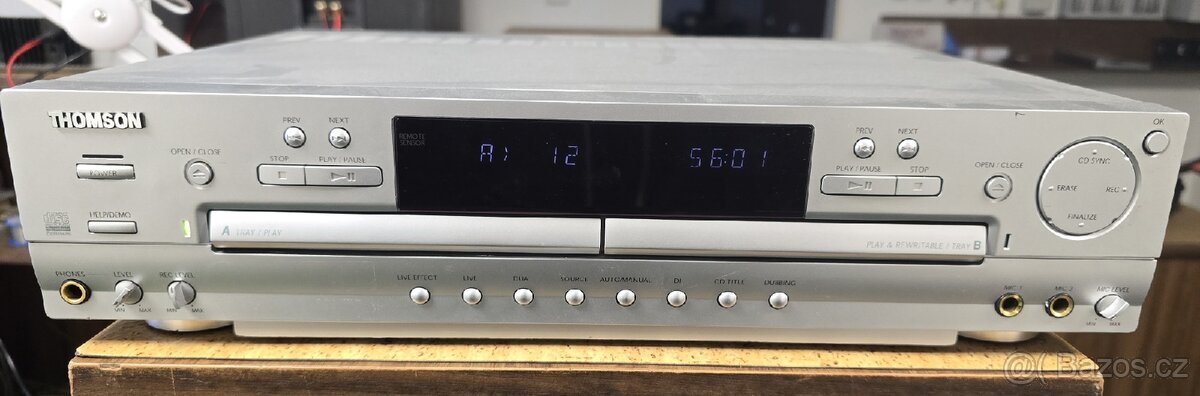 THOMSON
POWER
OPEN / CLOSE
PREV NEXT
STOP PLAY / PAUSE
REMOTE
SENSOR
A› 12 56:01
PREV NEXT
PLAY / PAUSE STOP
OPEN / CLOSE
OK
CD SYNC
ERASE REC
FINALIZE
HELP/DEMO
disc
A TRAY / PLAY
PLAY & REWRITABLE / TRAY B
PHONES
LEVEL
MIN MAX
REC LEVEL
MIN MAX
LIVE EFFECT
LIVE
SOURCE
AUTO/MANUAL
CD TITLE
DUBBING
MIC 1
MIC 2
MIC LEVEL
MIN MAX
@ Bazos.cz